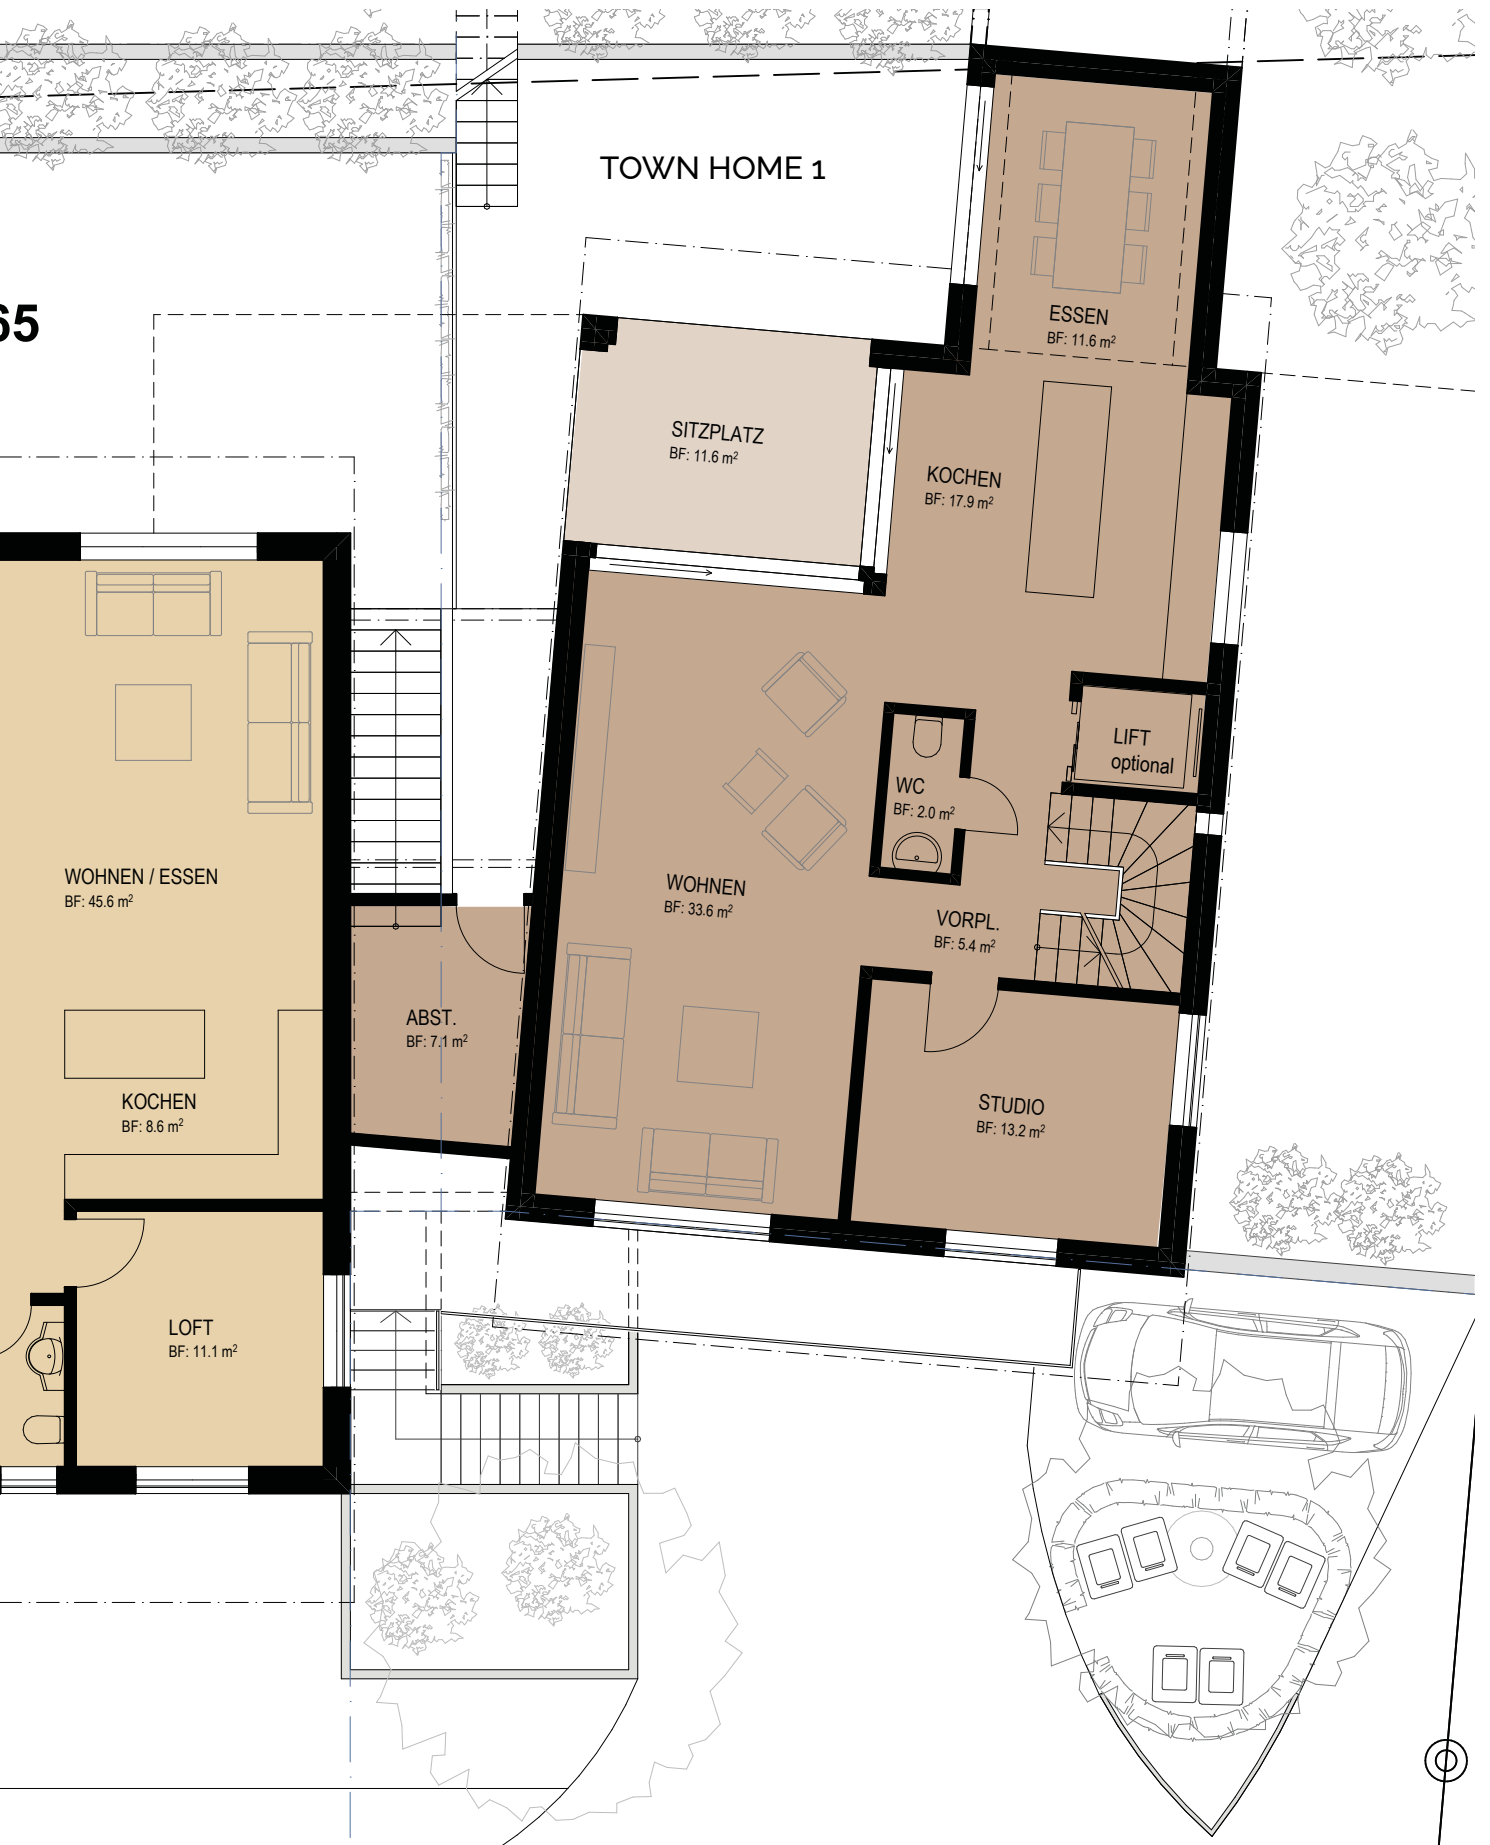 TOWN HOME 1
65
ESSEN
BF: 11.6 m²
SITZPLATZ
BF: 11.6 m²
KOCHEN
BF: 17.9 m²
LIFT
optional
WC
BF: 2.0 m²
WOHNEN / ESSEN
BF: 45.6 m²
WOHNEN
BF: 33.6 m²
VORPL.
BF: 5.4 m²
ABST.
BF: 7.1 m²
KOCHEN
BF: 8.6 m²
STUDIO
BF: 13.2 m²
LOFT
BF: 11.1 m²